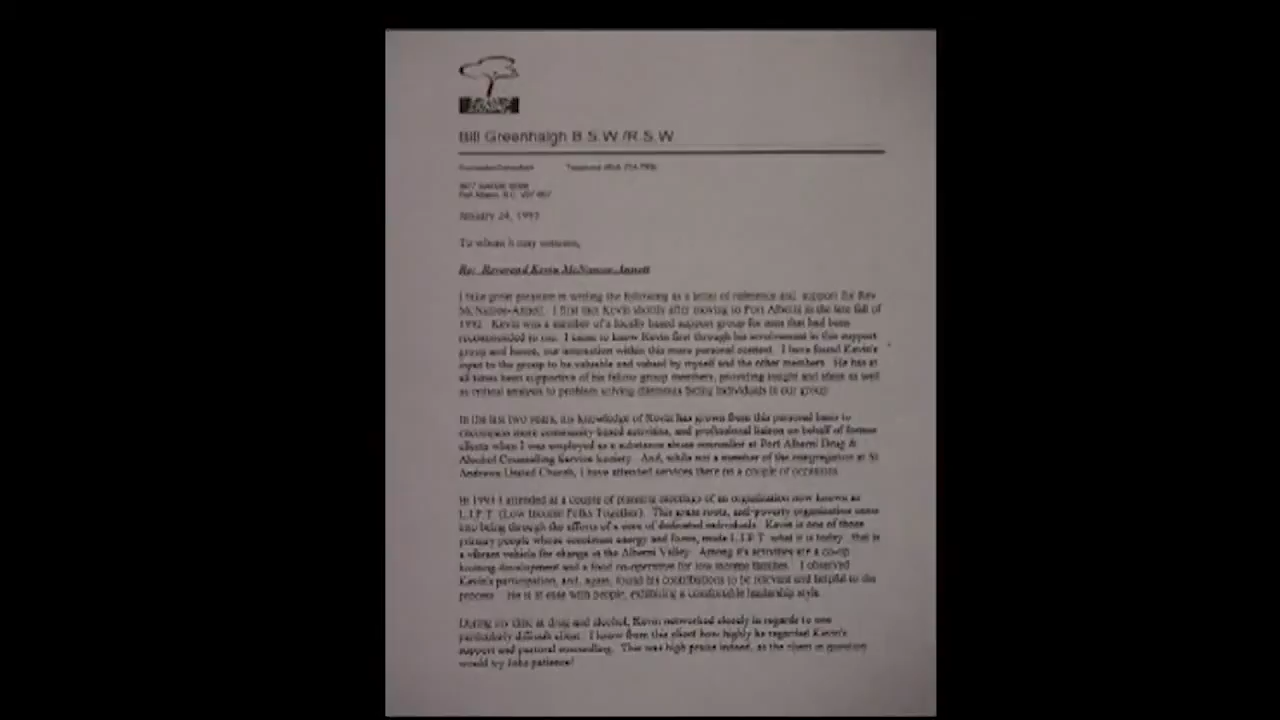 Bill Greenhalgh B.S.W./R.S.W.
Port Alberni, B.C.
January 24, 1995
To whom it may concern,
Re: Reverend Kevin McNamee-Annett
I take great pleasure in writing the following as a letter of reference and support for Rev.
McNamee-Annett. I first met Kevin shortly after moving to Port Alberni in the late fall of
1992. Kevin was a member of a locally based support group for men that had been
recommended to me. I came to know Kevin first through his involvement in this support
group and hence, our interaction within this more personal context. I have found Kevin's
input to the group to be valuable and valued by myself and the other members. He has at
all times been supportive of his fellow group members, providing insight and ideas as well
as critical analysis to problem solving dilemmas facing individuals in our group.
In the last two years, my knowledge of Kevin has grown from this personal basis to
encompass more community based activities, and professional liaison on behalf of former
clients when I was employed as a substance abuse counsellor at Port Alberni Drug &
Alcohol Counselling Service Society. And, while not a member of the congregation at St.
Andrews United Church, I have attended services there on a couple of occasions.
In 1993 I attended at a couple of planning meetings of an organization now known as
L.I.F.T. (Low Income Folks Together). This grass roots, anti-poverty organization came
into being through the efforts of a core of dedicated individuals. Kevin is one of those
primary people whose consistent energy and focus, made L.I.F.T. what it is today - that is
a vibrant vehicle for change in the Alberni Valley. Among it's activities are a co-op
housing development and a food co-operative for low income families. I observed
Kevin's participation, and, again, found his contributions to be relevant and helpful to the
process. He is at ease with people, exhibiting a comfortable leadership style.
During my time at drug and alcohol, Kevin networked closely in regards to one
particularly difficult client. I know from this client how highly he regarded Kevin's
support and pastoral counselling. This was high praise indeed, as the client in question
would try Jobs patience!